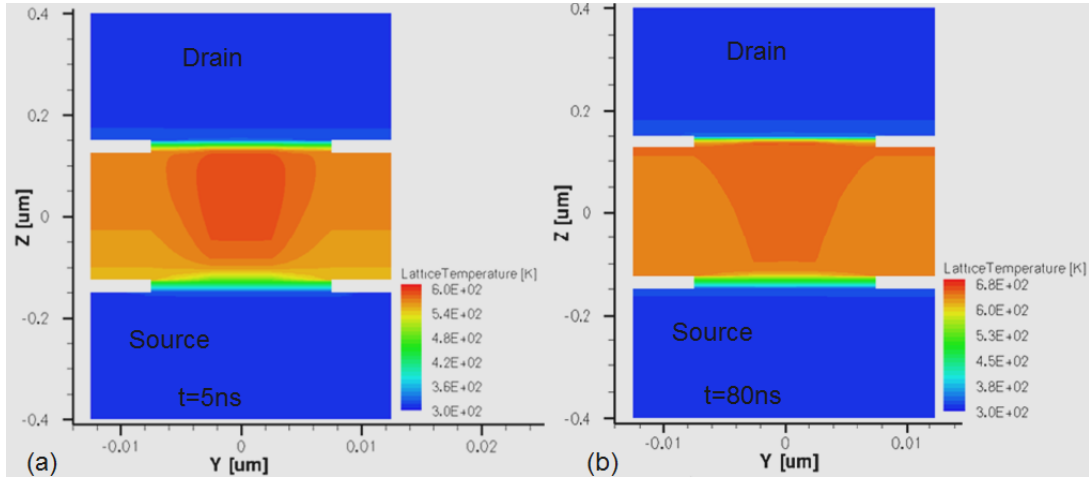 0.4
Drain
0.2
Z [um]
0
LatticeTemperature [K]
6.0E+02
5.4E+02
4.8E+02
4.2E+02
3.6E+02
3.0E+02
-0.2
Source
t=5ns
-0.4
-0.01 0 0.01 0.02
(a) Y [um]
0.4
Drain
0.2
Z [um]
0
LatticeTemperature [K]
6.8E+02
6.0E+02
5.3E+02
4.5E+02
3.8E+02
3.0E+02
-0.2
Source
t=80ns
-0.4
-0.01 0 0.01
(b) Y [um]